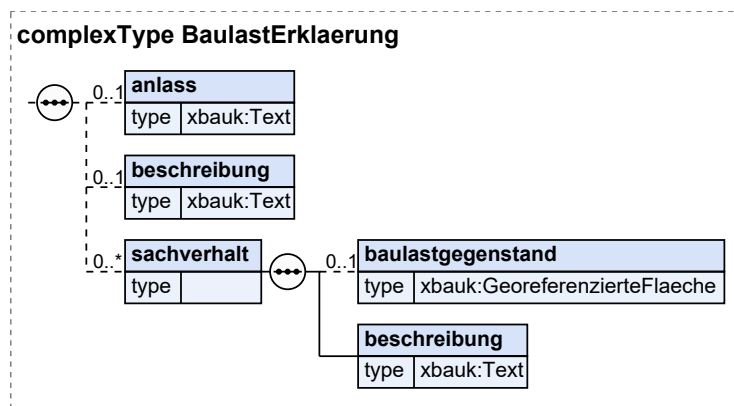 complexType BaulastErklaerung
0..1
anlass
type xbauk:Text
0..1
beschreibung
type xbauk:Text
0..*
sachverhalt
type
0..1
baulastgegenstand
type xbauk:GeoreferenzierteFlaeche
beschreibung
type xbauk:Text